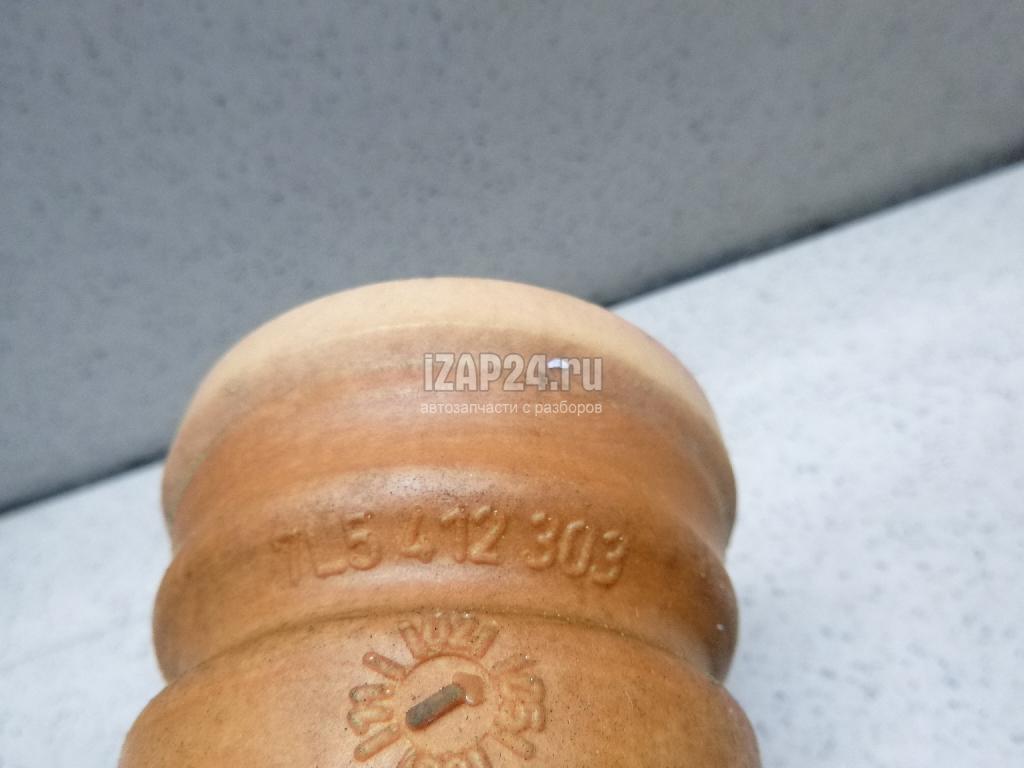 iZAP24.ru
автозапчасти с разборов
7L5 412 303